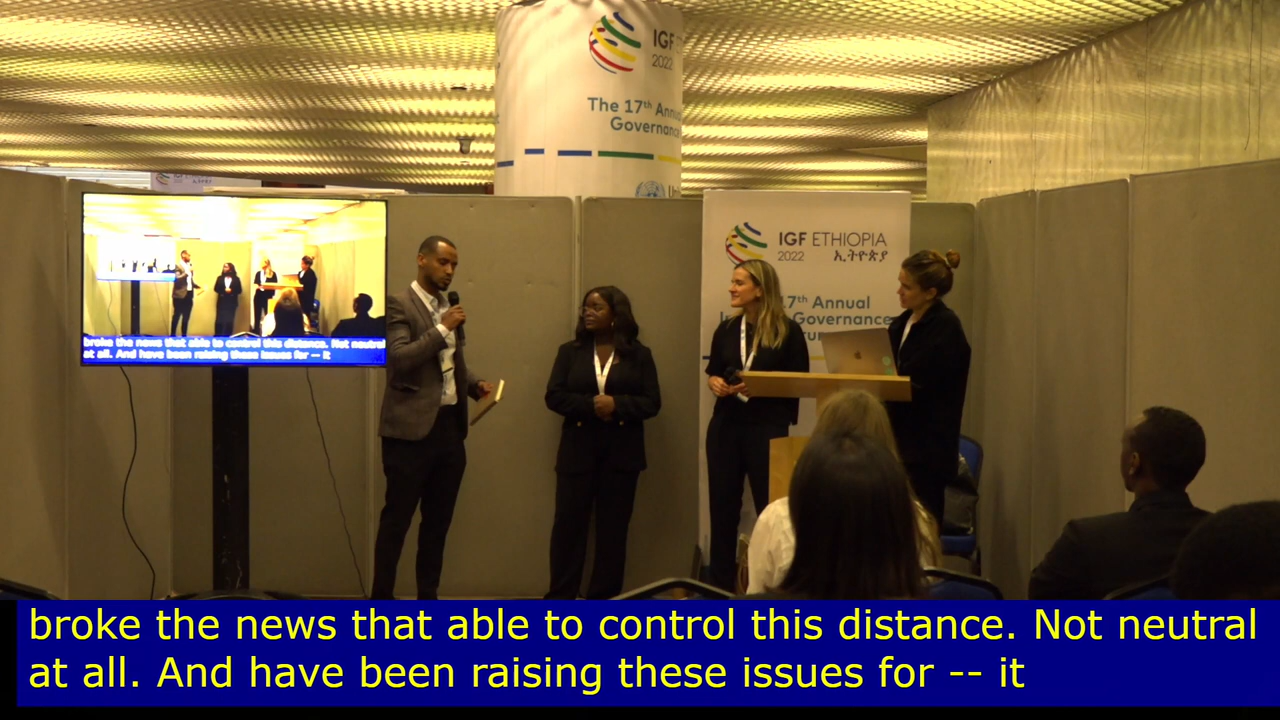 IGF
2022
The 17th Annu
Governance
IGF ETHIOPIA
2022 ኢትዮጵያ
17th Annual
Governance
broke the news that able to control this distance. Not neutral
at all. And have been raising these issues for -- it
broke the news that able to control this distance. Not neutral
at all. And have been raising these issues for -- it